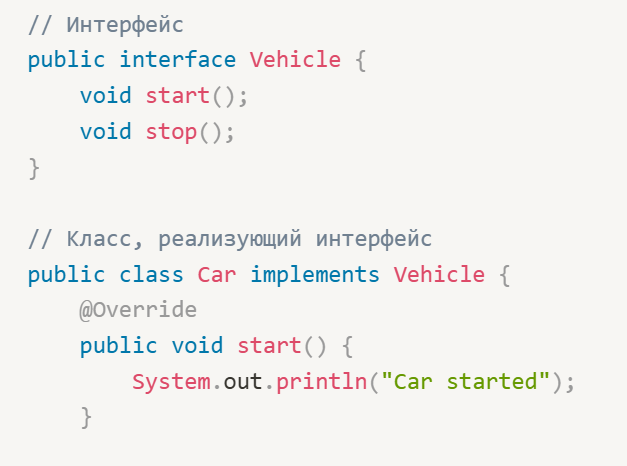 // Интерфейс
public interface Vehicle {
    void start();
    void stop();
}

// Класс, реализующий интерфейс
public class Car implements Vehicle {
    @Override
    public void start() {
        System.out.println("Car started");
    }